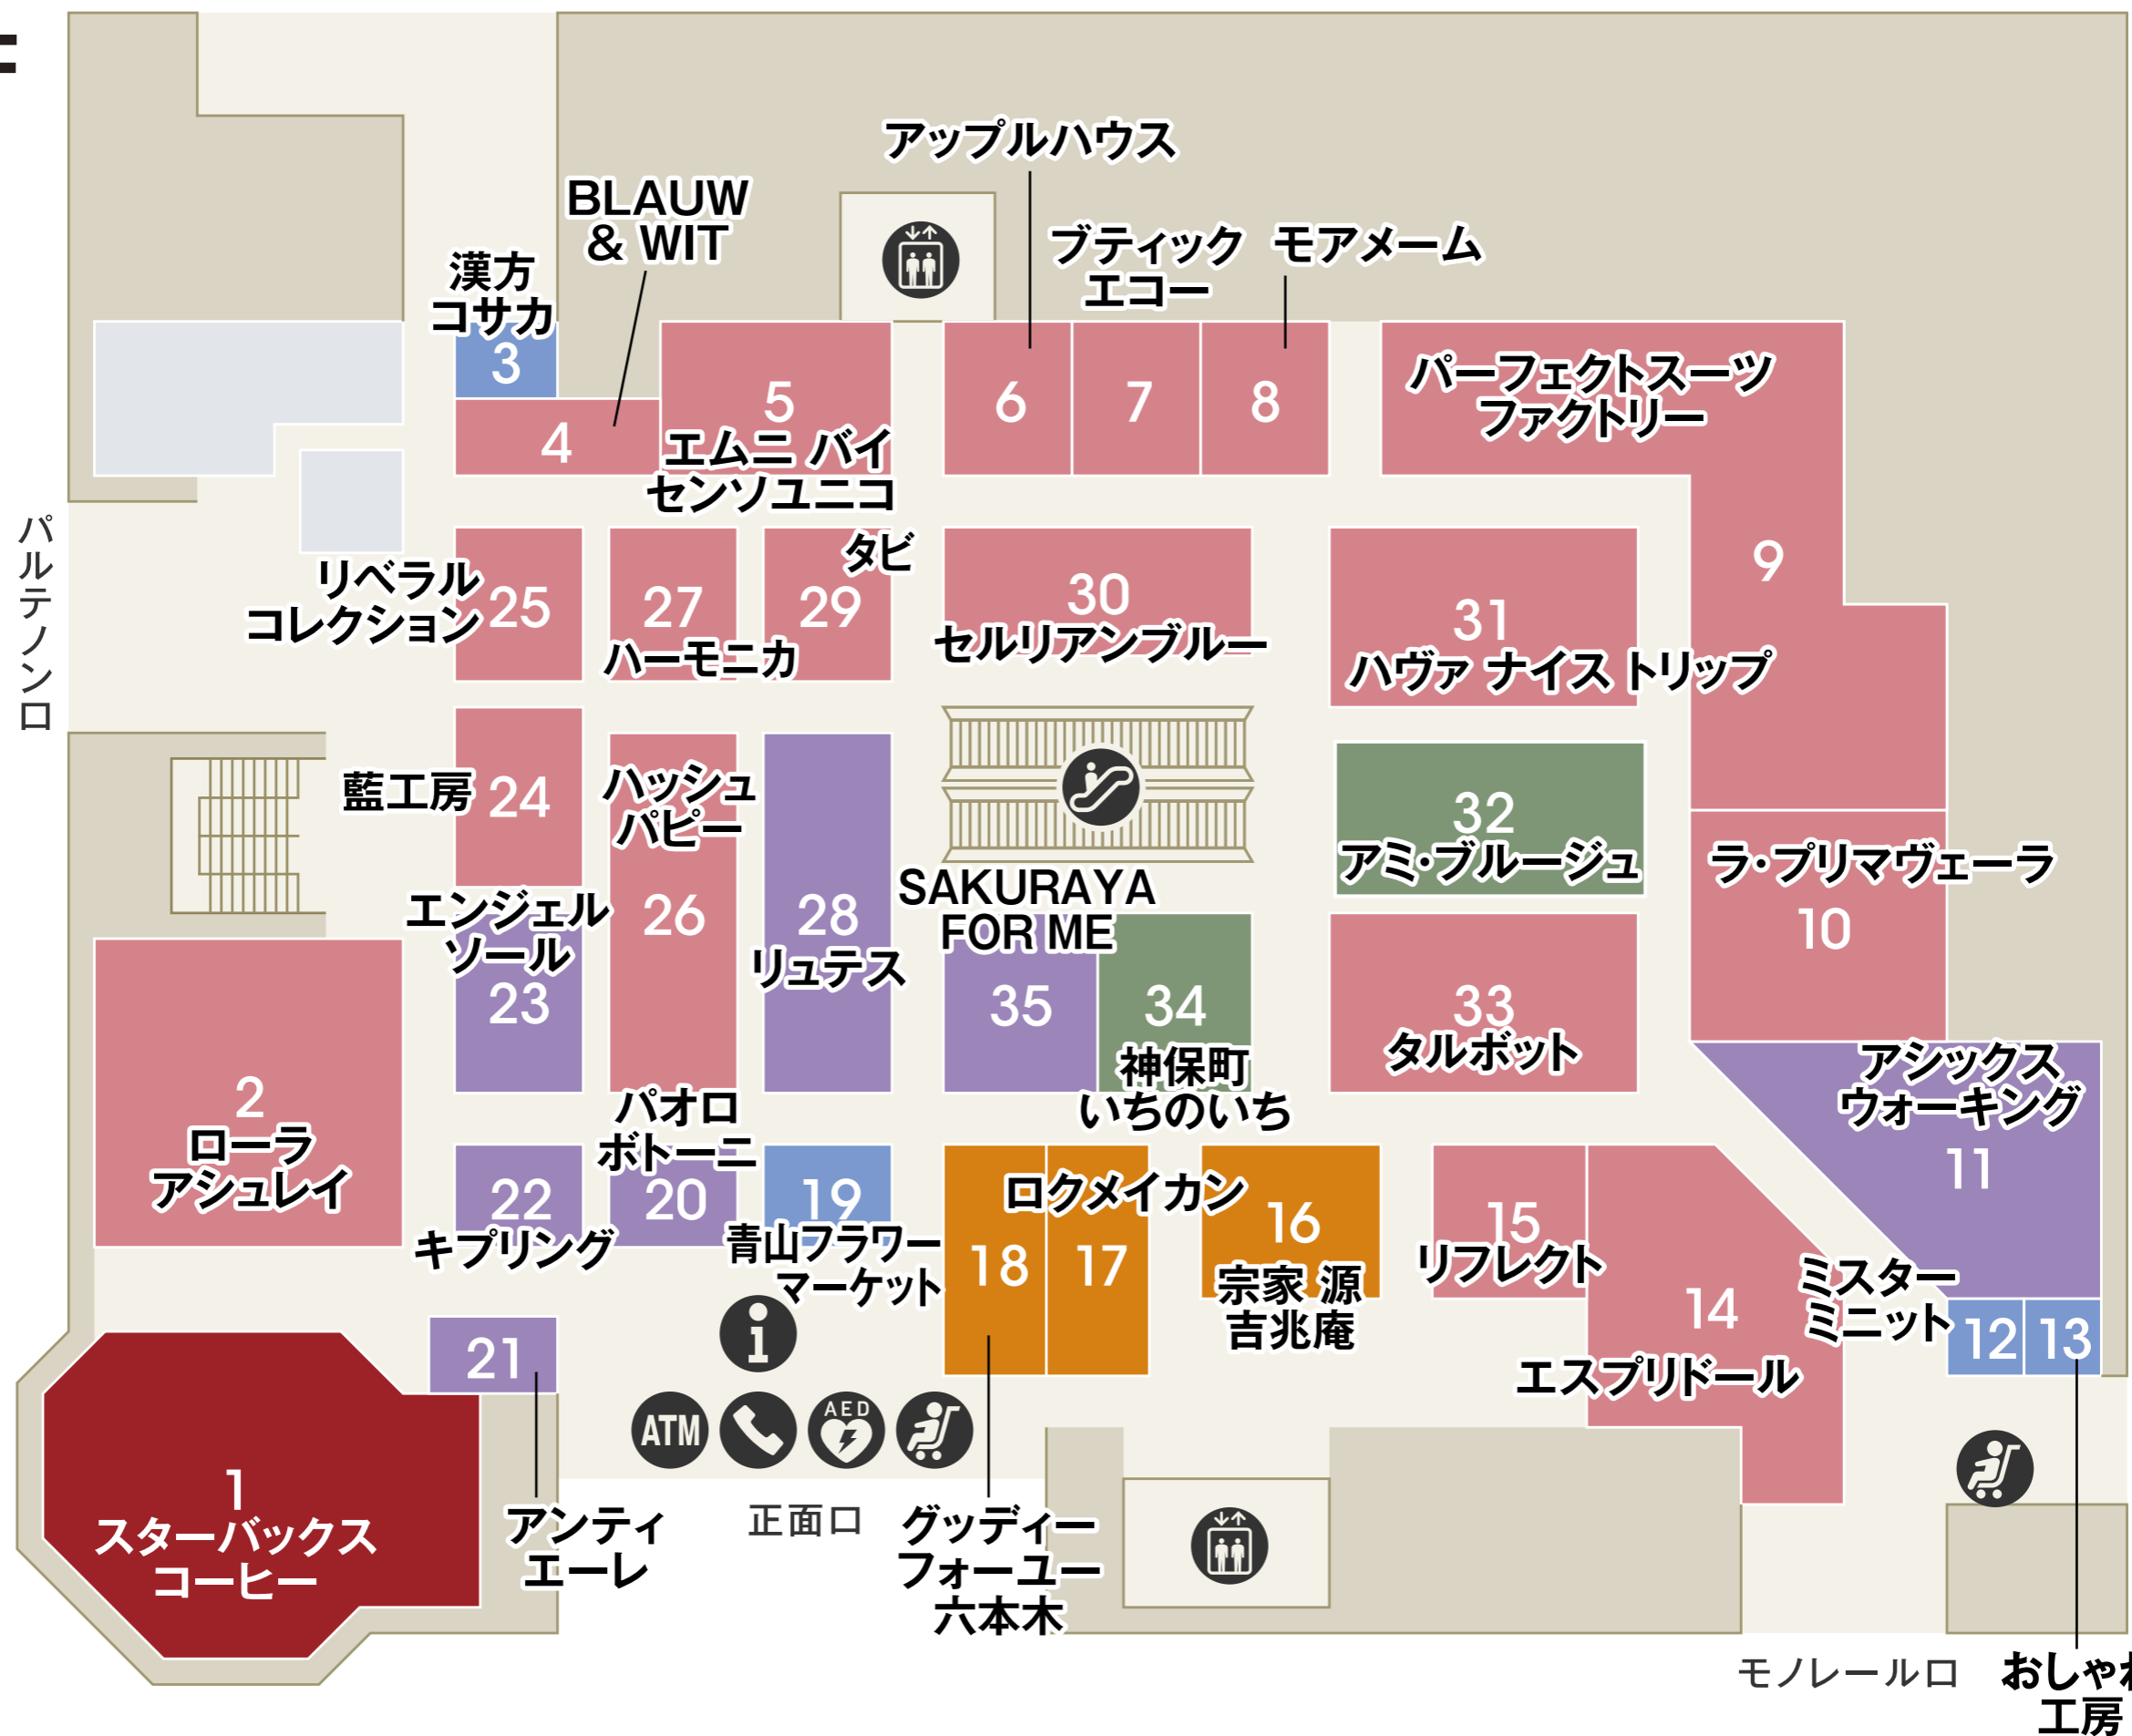 アップルハウス
BLAUW
& WIT
ブティック
エコー
モアメーム
漢方
コサカ
3
パーフェクトスーツ
ファクトリー
4
5
エムニ バイ
センソユニコ
6
7
8
9
パルテノン口
リベラル
コレクション
25
27
ハーモニカ
タビ
29
30
セルリアンブルー
31
ハヴァ ナイス トリップ
藍工房
24
ハッシュ
パピー
26
28
リュテス
32
アミ・ブルージュ
ラ・プリマヴェーラ
10
エンジェル
ソール
23
SAKURAYA
FOR ME
35
34
神保町
いちのいち
33
タルボット
アシックス
ウォーキング
11
2
ローラ
アシュレイ
パオロ
ボトーニ
22
キプリング
20
19
青山フラワー
マーケット
ロクメイカン
18
17
16
宗家 源
吉兆庵
15
リフレクト
14
エスプリドール
ミスター
ミニット
12
13
21
ATM
AED
1
スターバックス
コーヒー
アンティ
エーレ
正面口
グッディー
フォーユー
六本木
モノレール口
おしゃれ
工房